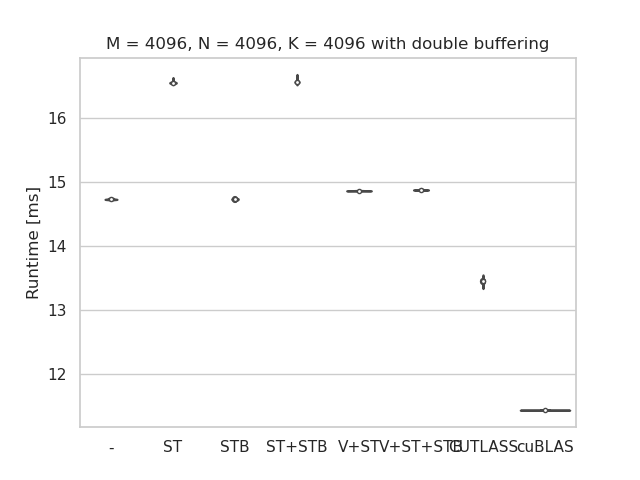 M = 4096, N = 4096, K = 4096 with double buffering
Runtime [ms]
16
15
14
13
12
- ST STB ST+STB V+ST V+ST+STB CUTLASS cuBLAS